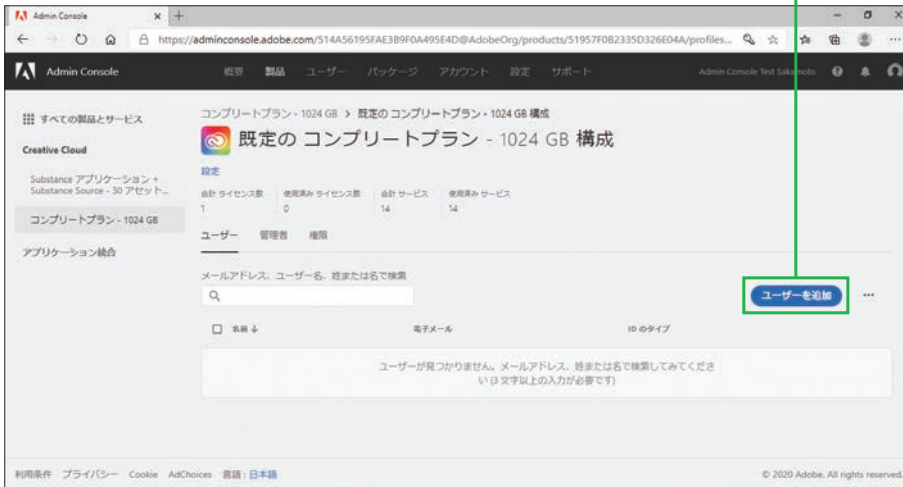 Admin Console
https://adminconsole.adobe.com/514A56195FAE3B9F0A495E4D@AdobeOrg/products/51957F0B2335D326E04A/profiles...
Admin Console 概要 製品 ユーザー パッケージ アカウント 設定 サポート Admin Console Test Sakamoto
すべての製品とサービス
Creative Cloud
Substance アプリケーション +
Substance Source - 30 アセット...
コンプリートプラン - 1024 GB
アプリケーション統合
コンプリートプラン - 1024 GB > 既定の コンプリートプラン - 1024 GB 構成
既定の コンプリートプラン - 1024 GB 構成
設定
合計 ライセンス数 使用済み ライセンス数 合計 サービス 使用済み サービス
1 0 14 14
ユーザー 管理者 権限
メールアドレス、ユーザー名、姓または名で検索
ユーザーを追加
名前 ↓ 電子メール ID のタイプ
ユーザーが見つかりません。メールアドレス、姓または名で検索してみてくださ
い (3 文字以上の入力が必要です)
利用条件 プライバシー Cookie AdChoices 言語 : 日本語 © 2020 Adobe. All rights reserved.